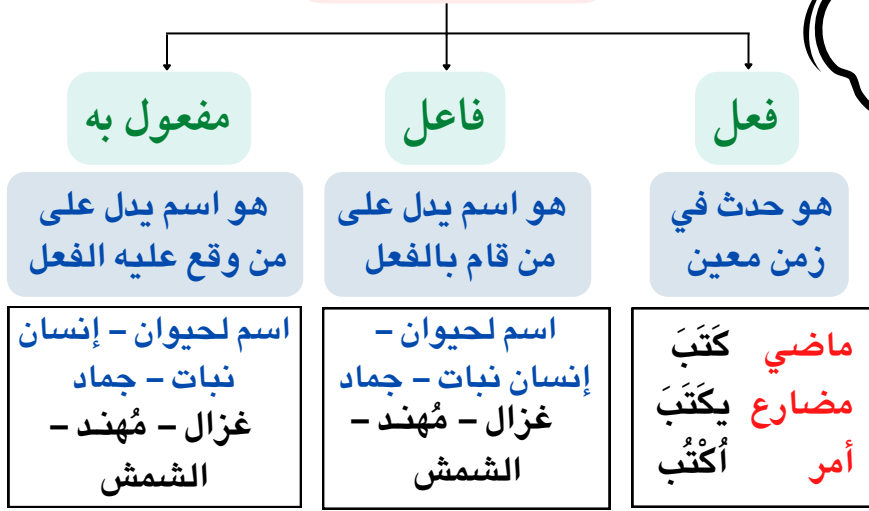 فعل
هو حدث في
زمن معين
ماضي كَتَبَ
مضارع يكَتَبَ
أمر اُكْتُب
فاعل
هو اسم يدل على
من قام بالفعل
اسم لحيوان –
إنسان نبات – جماد
غزال – مُهند –
الشمش
مفعول به
هو اسم يدل على
من وقع عليه الفعل
اسم لحيوان – إنسان
نبات – جماد
غزال – مُهند –
الشمش